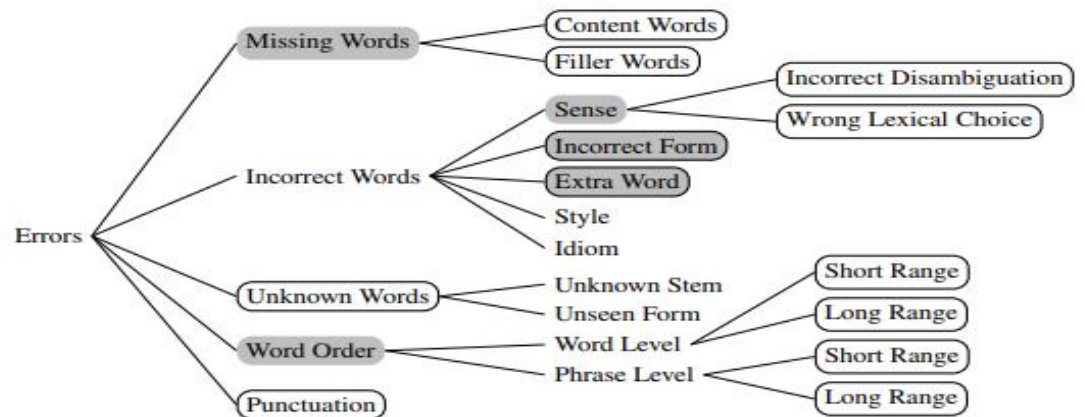 Errors
Missing Words
Content Words
Filler Words
Incorrect Words
Sense
Incorrect Disambiguation
Wrong Lexical Choice
Incorrect Form
Extra Word
Style
Idiom
Unknown Words
Unknown Stem
Unseen Form
Word Order
Word Level
Short Range
Long Range
Phrase Level
Short Range
Long Range
Punctuation